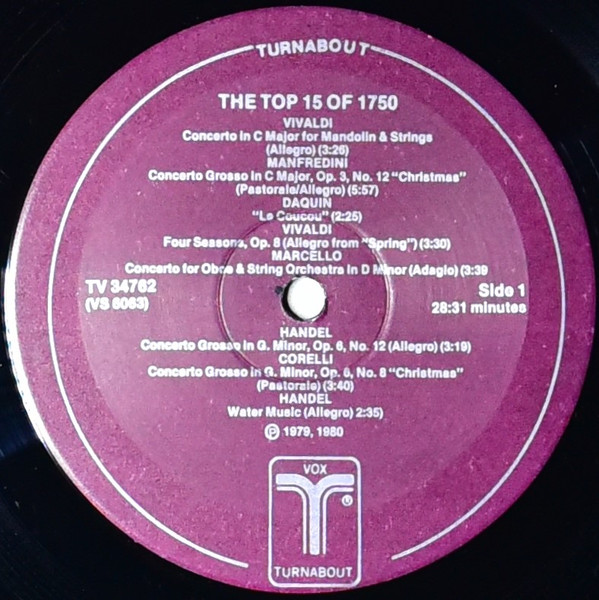 TURNABOUT
THE TOP 15 OF 1750
VIVALDI
Concerto in C Major for Mandolin & Strings
(Allegro) (3:26)
MANFREDINI
Concerto Grosso in C Major, Op. 3, No. 12 "Christmas"
(Pastorale/Allegro) (5:57)
DAQUIN
"Le Coucou" (2:25)
VIVALDI
Four Seasons, Op. 8 (Allegro from "Spring") (3:30)
MARCELLO
Concerto for Oboe & String Orchestra in D Minor (Adagio) (3:39
TV 34762
(VS 6063)
Side 1
28:31 minutes
HANDEL
Concerto Grosso in G. Minor, Op. 6, No. 12 (Allegro) (3:19)
CORELLI
Concerto Grosso in G. Minor, Op. 6, No. 8 "Christmas"
(Pastorale) (3:40)
HANDEL
Water Music (Allegro) 2:35)
℗ 1979, 1980
VOX
TURNABOUT